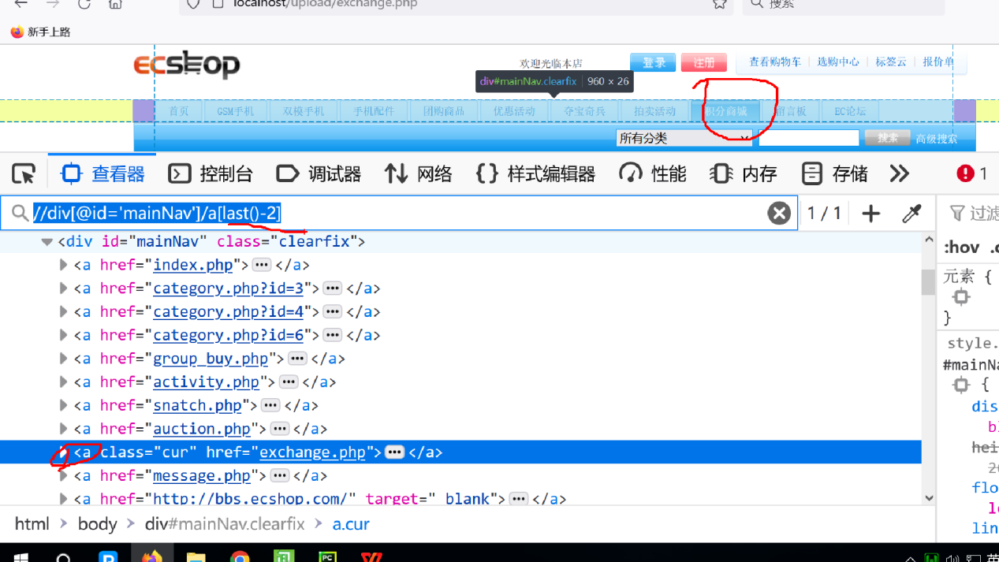 localhost/upload/exchange.php
搜索
新手上路
ecshop
欢迎光临本店
登录
注册
查看购物车
选购中心
标签云
报价单
div#mainNav.clearfix
960 × 26
首页
GSM手机
双模手机
手机配件
团购商品
优惠活动
夺宝奇兵
拍卖活动
积分商城
留言板
EC论坛
所有分类
搜索
高级搜索
查看器
控制台
调试器
网络
{} 样式编辑器
性能
内存
存储
1
//div[@id='mainNav']/a[last()-2]
1 / 1
过滤
<div id="mainNav" class="clearfix">
<a href="index.php">…</a>
<a href="category.php?id=3">…</a>
<a href="category.php?id=4">…</a>
<a href="category.php?id=6">…</a>
<a href="group_buy.php">…</a>
<a href="activity.php">…</a>
<a href="snatch.php">…</a>
<a href="auction.php">…</a>
<a class="cur" href="exchange.php">…</a>
<a href="message.php">…</a>
<a href="http://bbs.ecshop.com/" target="_blank">…</a>
:hov .c
元素 {
}
style.
#mainNa
{
dis
bl
hei
20
flo
le
lin
html > body > div#mainNav.clearfix > a.cur
PC
英